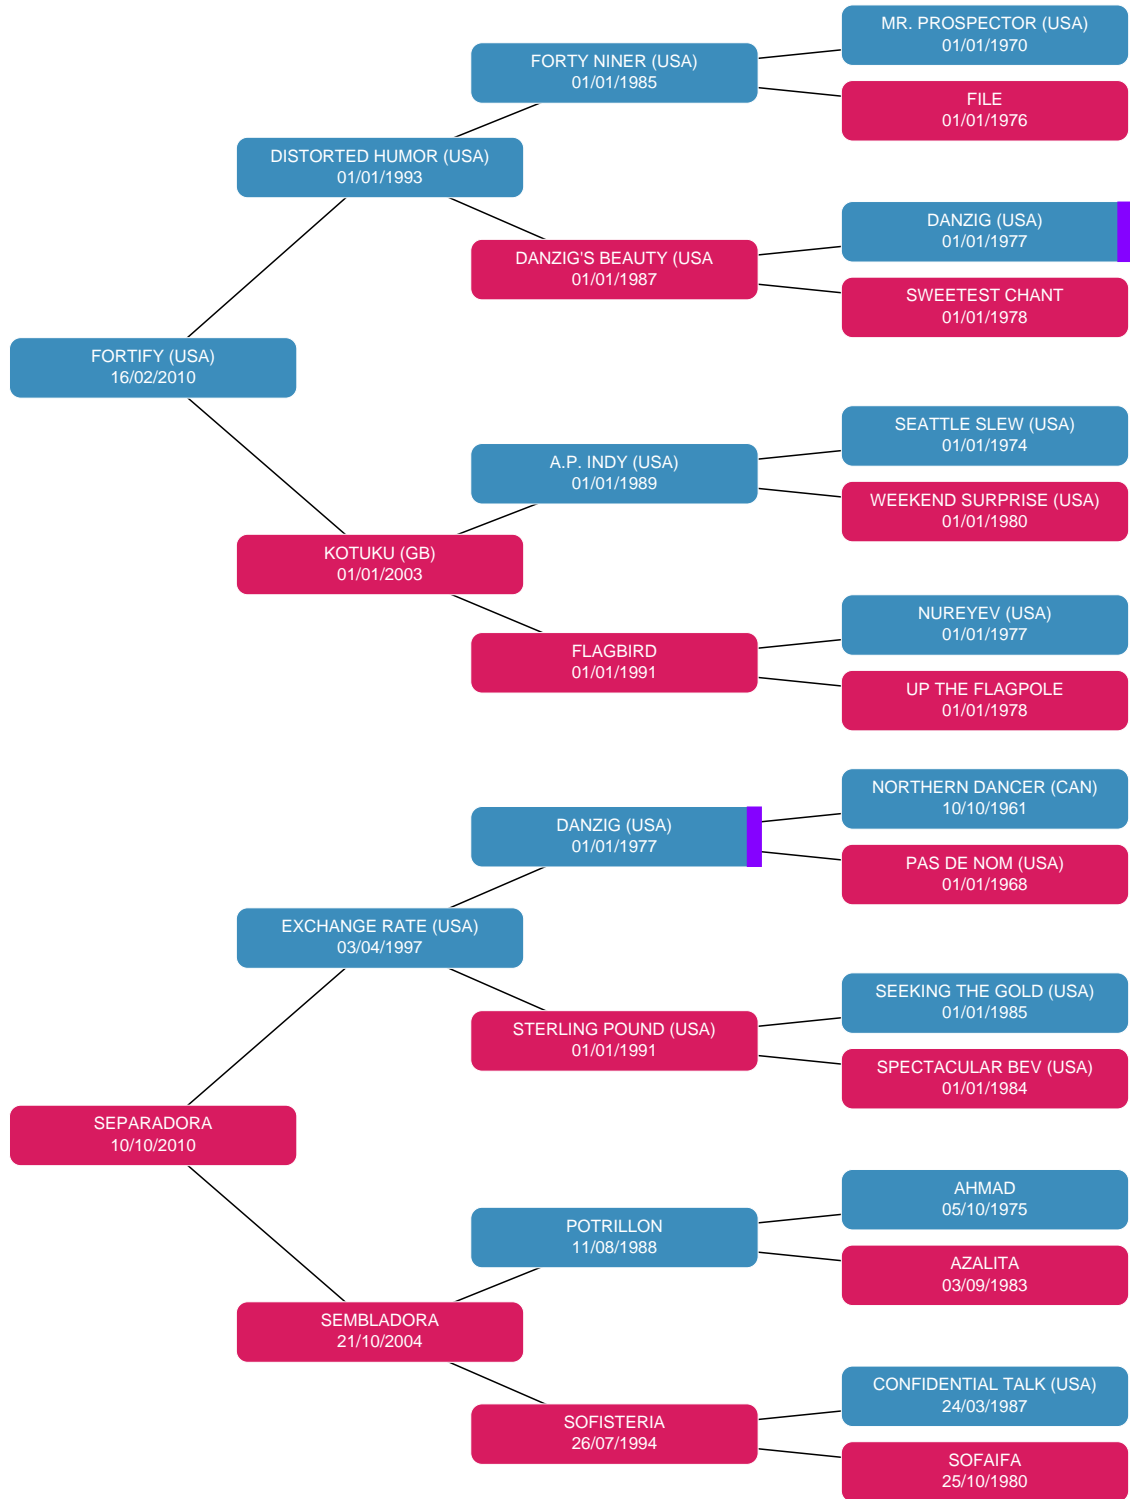 MR. PROSPECTOR (USA)
01/01/1970
FORTY NINER (USA)
01/01/1985
FILE
01/01/1976
DISTORTED HUMOR (USA)
01/01/1993
DANZIG (USA)
01/01/1977
DANZIG'S BEAUTY (USA
01/01/1987
SWEETEST CHANT
01/01/1978
FORTIFY (USA)
16/02/2010
SEATTLE SLEW (USA)
01/01/1974
A.P. INDY (USA)
01/01/1989
WEEKEND SURPRISE (USA)
01/01/1980
KOTUKU (GB)
01/01/2003
NUREYEV (USA)
01/01/1977
FLAGBIRD
01/01/1991
UP THE FLAGPOLE
01/01/1978
NORTHERN DANCER (CAN)
10/10/1961
DANZIG (USA)
01/01/1977
PAS DE NOM (USA)
01/01/1968
EXCHANGE RATE (USA)
03/04/1997
SEEKING THE GOLD (USA)
01/01/1985
STERLING POUND (USA)
01/01/1991
SPECTACULAR BEV (USA)
01/01/1984
SEPARADORA
10/10/2010
AHMAD
05/10/1975
POTRILLON
11/08/1988
AZALITA
03/09/1983
SEMBLADORA
21/10/2004
CONFIDENTIAL TALK (USA)
24/03/1987
SOFISTERIA
26/07/1994
SOFAIFA
25/10/1980